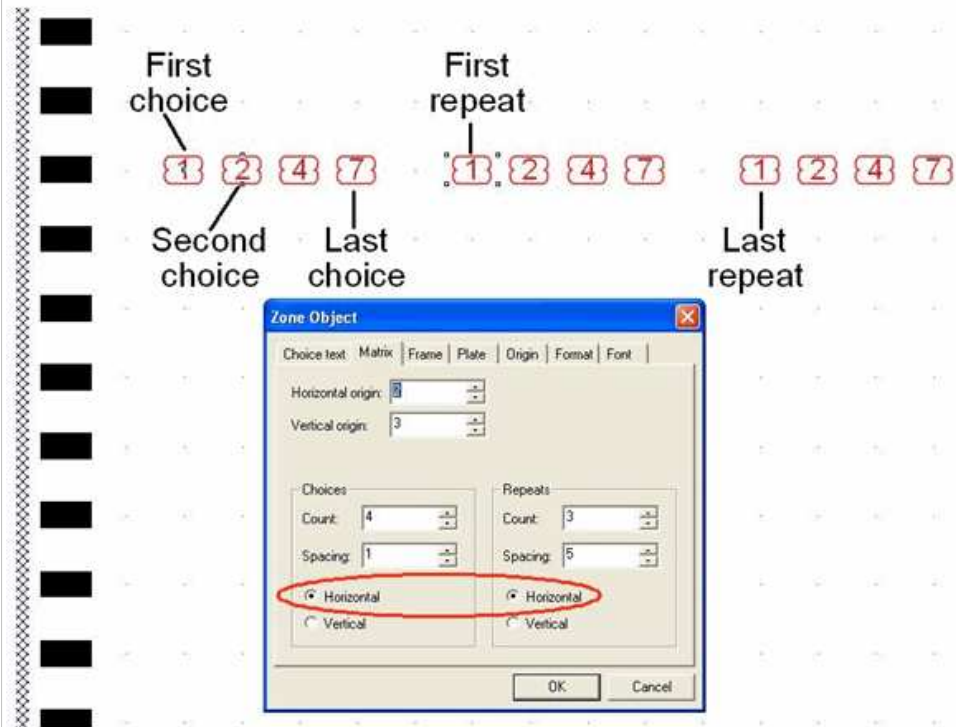 First choice
First repeat
1 2 4 7 1 2 4 7 1 2 4 7
Second choice
Last choice
Last repeat
Zone Object
Choice text Matrix Frame Plate Origin Format Font
Horizontal origin: 2
Vertical origin: 3
Choices
Count: 4
Spacing: 1
Horizontal
Vertical
Repeats
Count: 3
Spacing: 5
Horizontal
Vertical
OK Cancel